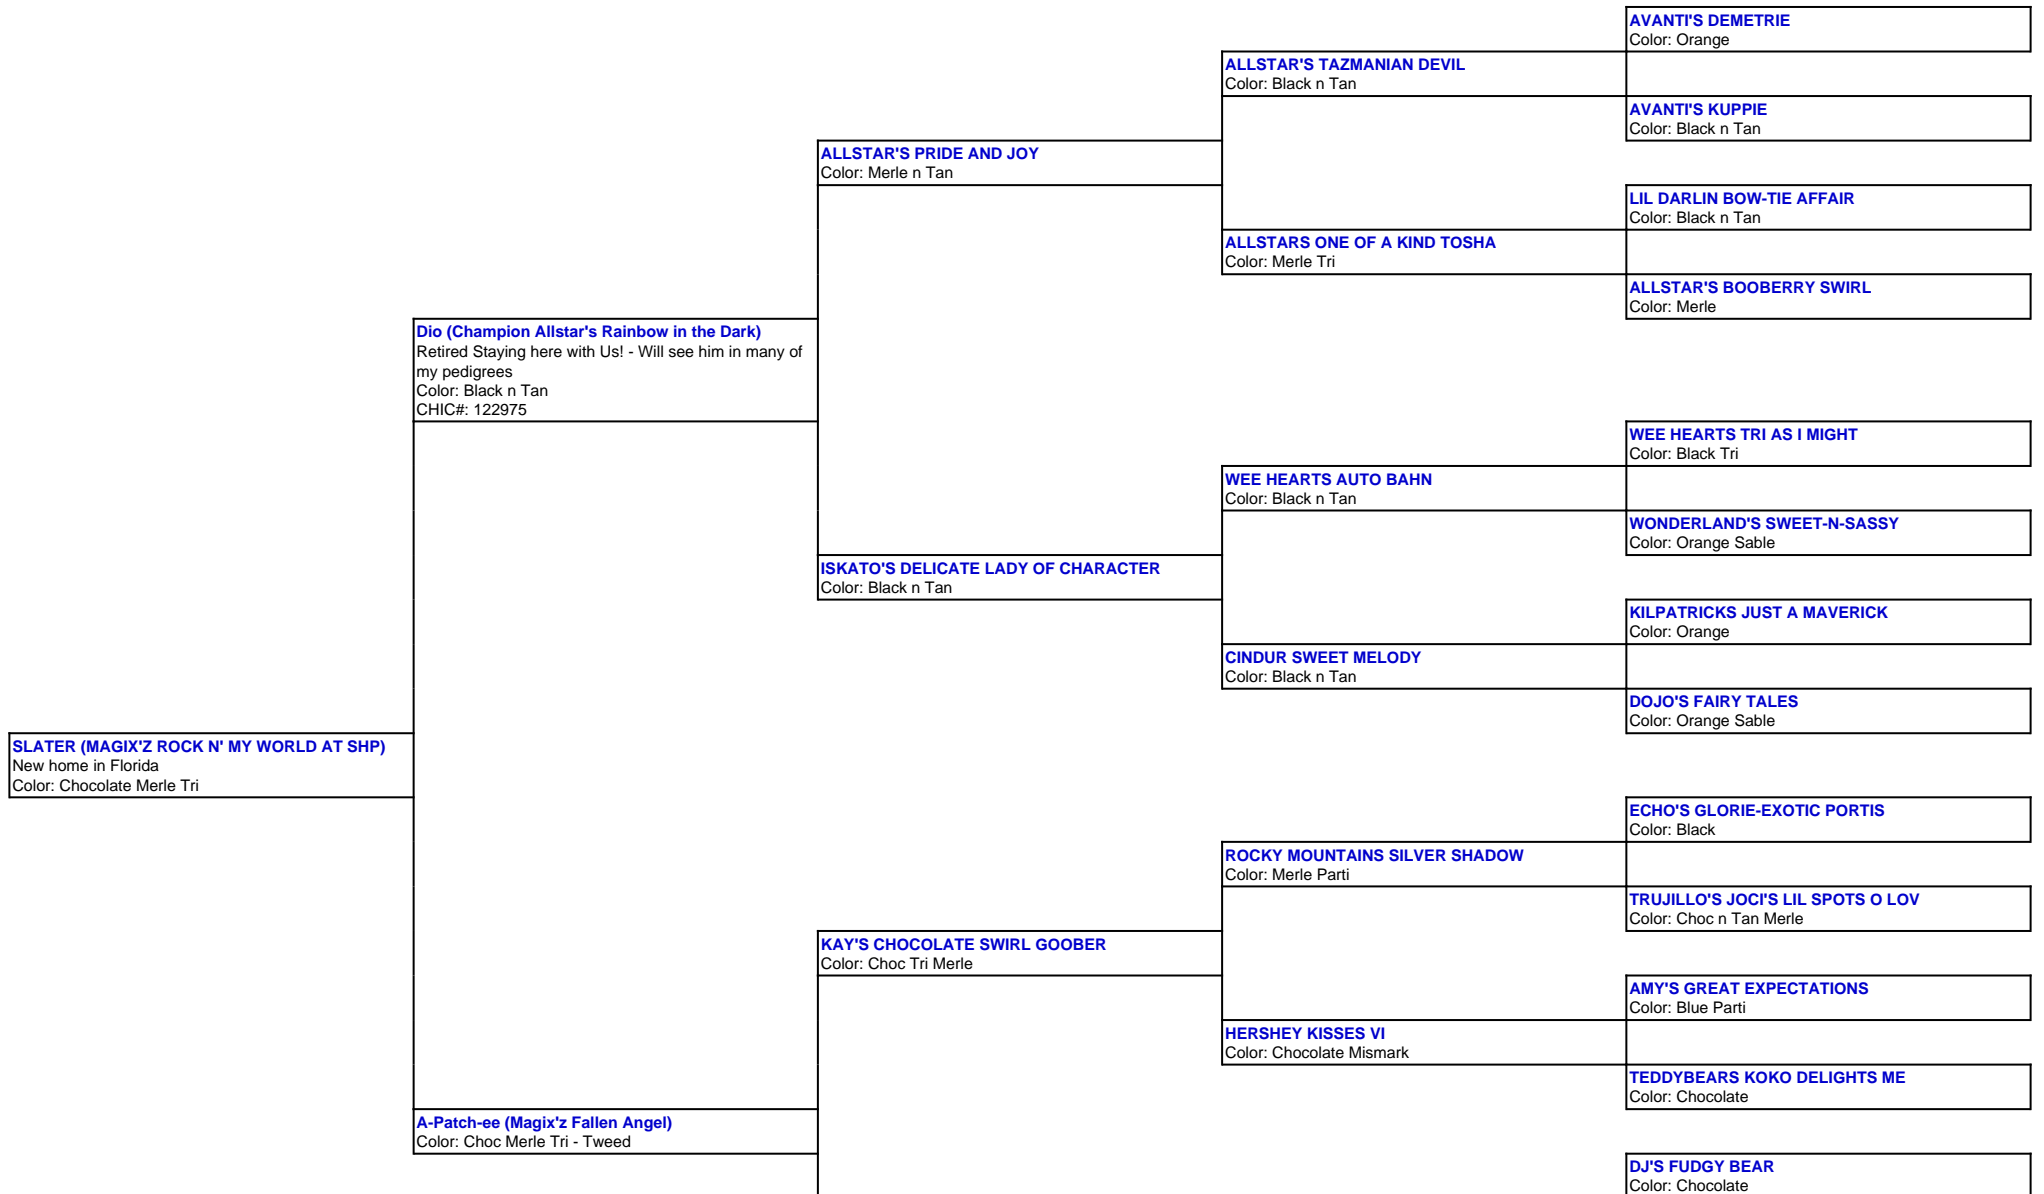 AVANTI'S DEMETRIE
Color: Orange
ALLSTAR'S TAZMANIAN DEVIL
Color: Black n Tan
AVANTI'S KUPPIE
Color: Black n Tan
ALLSTAR'S PRIDE AND JOY
Color: Merle n Tan
LIL DARLIN BOW-TIE AFFAIR
Color: Black n Tan
ALLSTARS ONE OF A KIND TOSHA
Color: Merle Tri
ALLSTAR'S BOOBERRY SWIRL
Color: Merle
Dio (Champion Allstar's Rainbow in the Dark)
Retired Staying here with Us! - Will see him in many of
my pedigrees
Color: Black n Tan
CHIC#: 122975
WEE HEARTS TRI AS I MIGHT
Color: Black Tri
WEE HEARTS AUTO BAHN
Color: Black n Tan
WONDERLAND'S SWEET-N-SASSY
Color: Orange Sable
ISKATO'S DELICATE LADY OF CHARACTER
Color: Black n Tan
KILPATRICKS JUST A MAVERICK
Color: Orange
CINDUR SWEET MELODY
Color: Black n Tan
DOJO'S FAIRY TALES
Color: Orange Sable
SLATER (MAGIX'Z ROCK N' MY WORLD AT SHP)
New home in Florida
Color: Chocolate Merle Tri
ECHO'S GLORIE-EXOTIC PORTIS
Color: Black
ROCKY MOUNTAINS SILVER SHADOW
Color: Merle Parti
TRUJILLO'S JOCI'S LIL SPOTS O LOV
Color: Choc n Tan Merle
KAY'S CHOCOLATE SWIRL GOOBER
Color: Choc Tri Merle
AMY'S GREAT EXPECTATIONS
Color: Blue Parti
HERSHEY KISSES VI
Color: Chocolate Mismark
TEDDYBEARS KOKO DELIGHTS ME
Color: Chocolate
A-Patch-ee (Magix'z Fallen Angel)
Color: Choc Merle Tri - Tweed
DJ'S FUDGY BEAR
Color: Chocolate